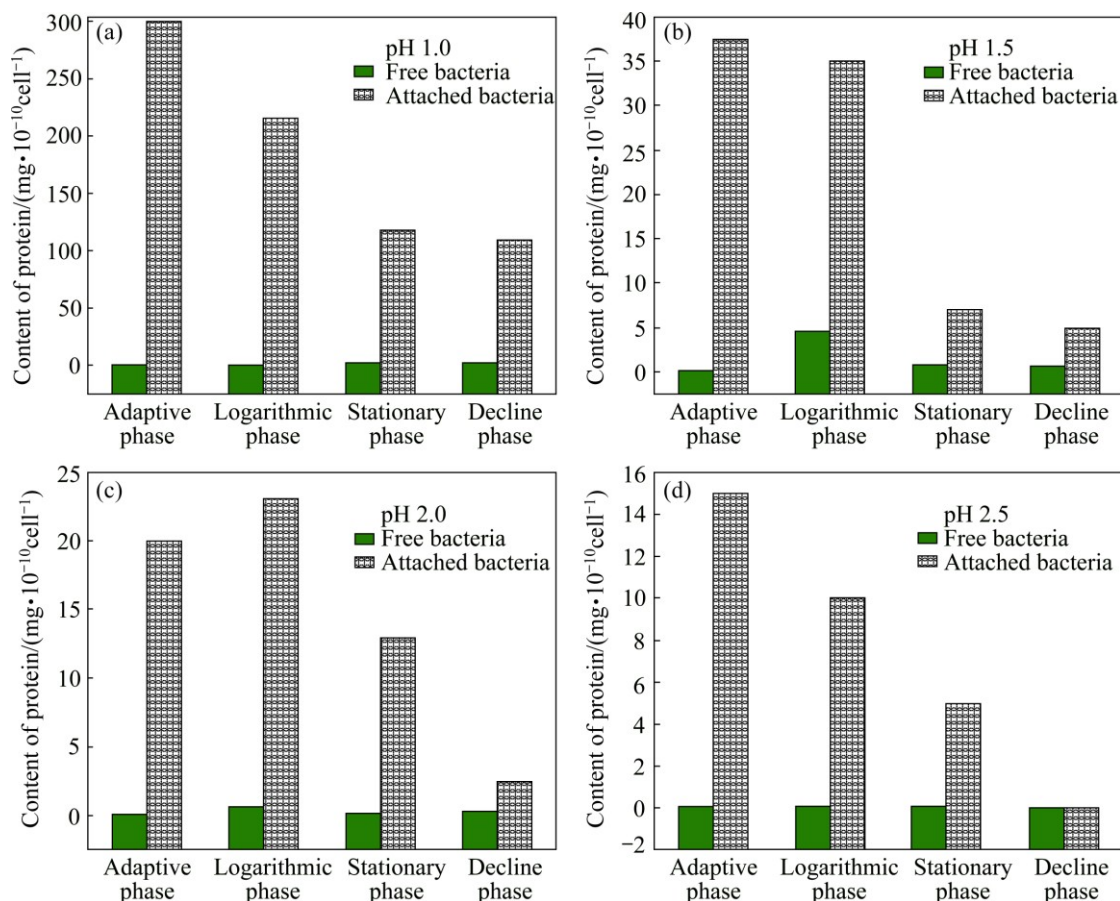 (a)
pH 1.0
Free bacteria
Attached bacteria
Content of protein/(mg•10⁻¹⁰cell⁻¹)
300
250
200
150
100
50
0
Adaptive phase
Logarithmic phase
Stationary phase
Decline phase
(b)
pH 1.5
Free bacteria
Attached bacteria
Content of protein/(mg•10⁻¹⁰cell⁻¹)
40
35
30
25
20
15
10
5
0
Adaptive phase
Logarithmic phase
Stationary phase
Decline phase
(c)
pH 2.0
Free bacteria
Attached bacteria
Content of protein/(mg•10⁻¹⁰cell⁻¹)
25
20
15
10
5
0
Adaptive phase
Logarithmic phase
Stationary phase
Decline phase
(d)
pH 2.5
Free bacteria
Attached bacteria
Content of protein/(mg•10⁻¹⁰cell⁻¹)
16
14
12
10
8
6
4
2
0
−2
Adaptive phase
Logarithmic phase
Stationary phase
Decline phase